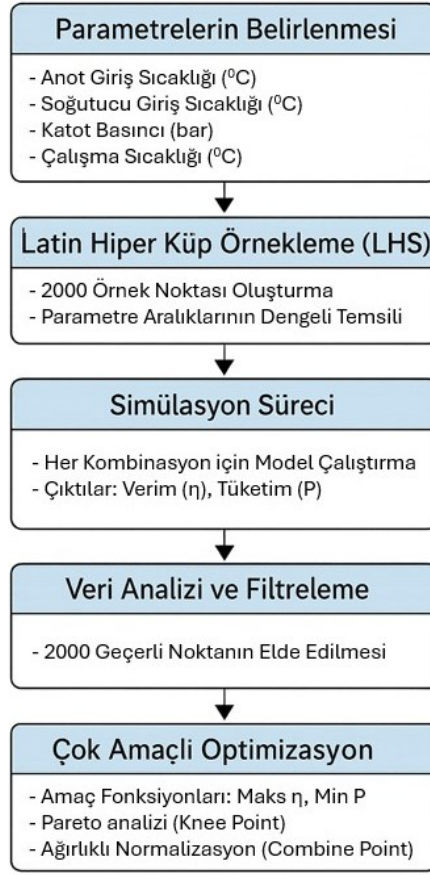 Parametrelerin Belirlenmesi
- Anot Giriş Sıcaklığı (⁰C)
- Soğutucu Giriş Sıcaklığı (⁰C)
- Katot Basıncı (bar)
- Çalışma Sıcaklığı (⁰C)
Latin Hiper Küp Örnekleme (LHS)
- 2000 Örnek Noktası Oluşturma
- Parametre Aralıklarının Dengeli Temsili
Simülasyon Süreci
- Her Kombinasyon için Model Çalıştırma
- Çıktılar: Verim (η), Tüketim (P)
Veri Analizi ve Filtreleme
- 2000 Geçerli Noktanın Elde Edilmesi
Çok Amaçli Optimizasyon
- Amaç Fonksiyonları: Maks η, Min P
- Pareto analizi (Knee Point)
- Ağırlıklı Normalizasyon (Combine Point)